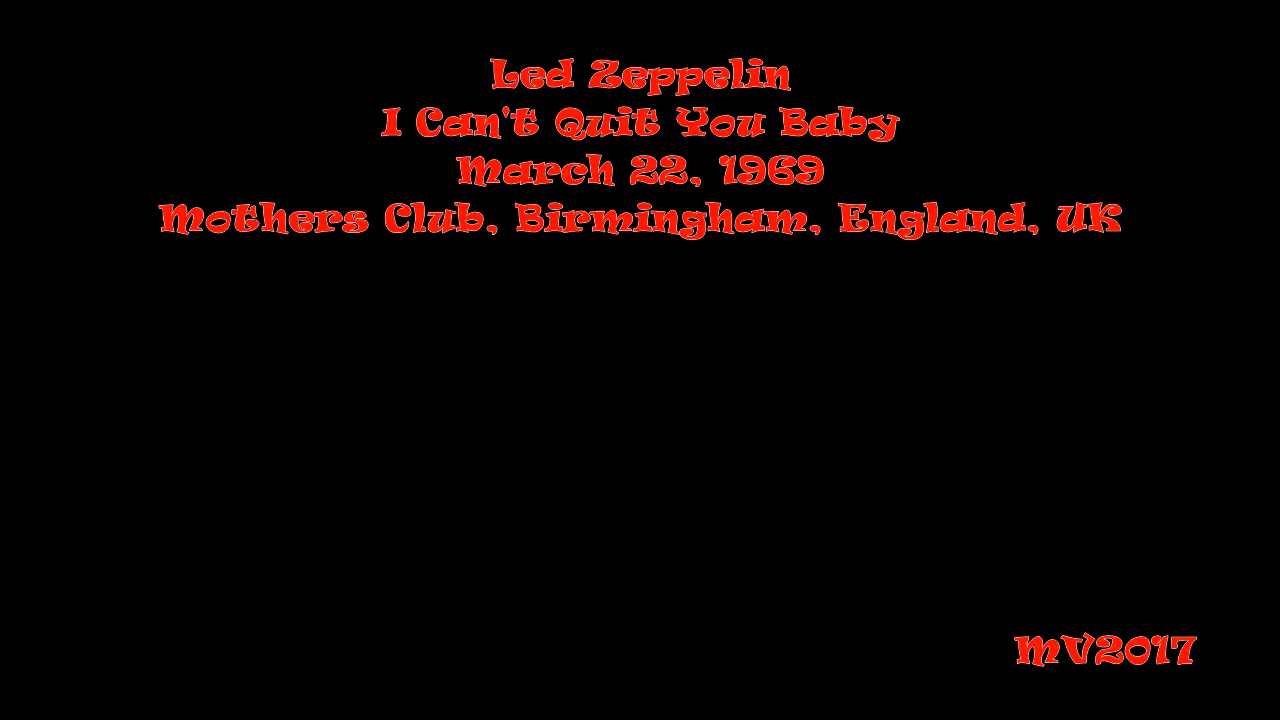 Led Zeppelin
I Can't Quit You Baby
March 22, 1969
Mothers Club, Birmingham, England, UK
MV2017